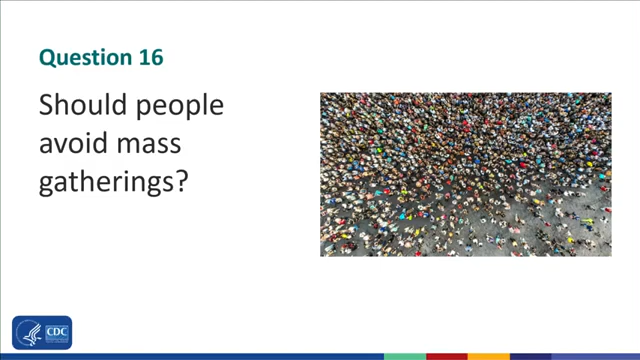 Question 16
Should people
avoid mass
gatherings?
CDC